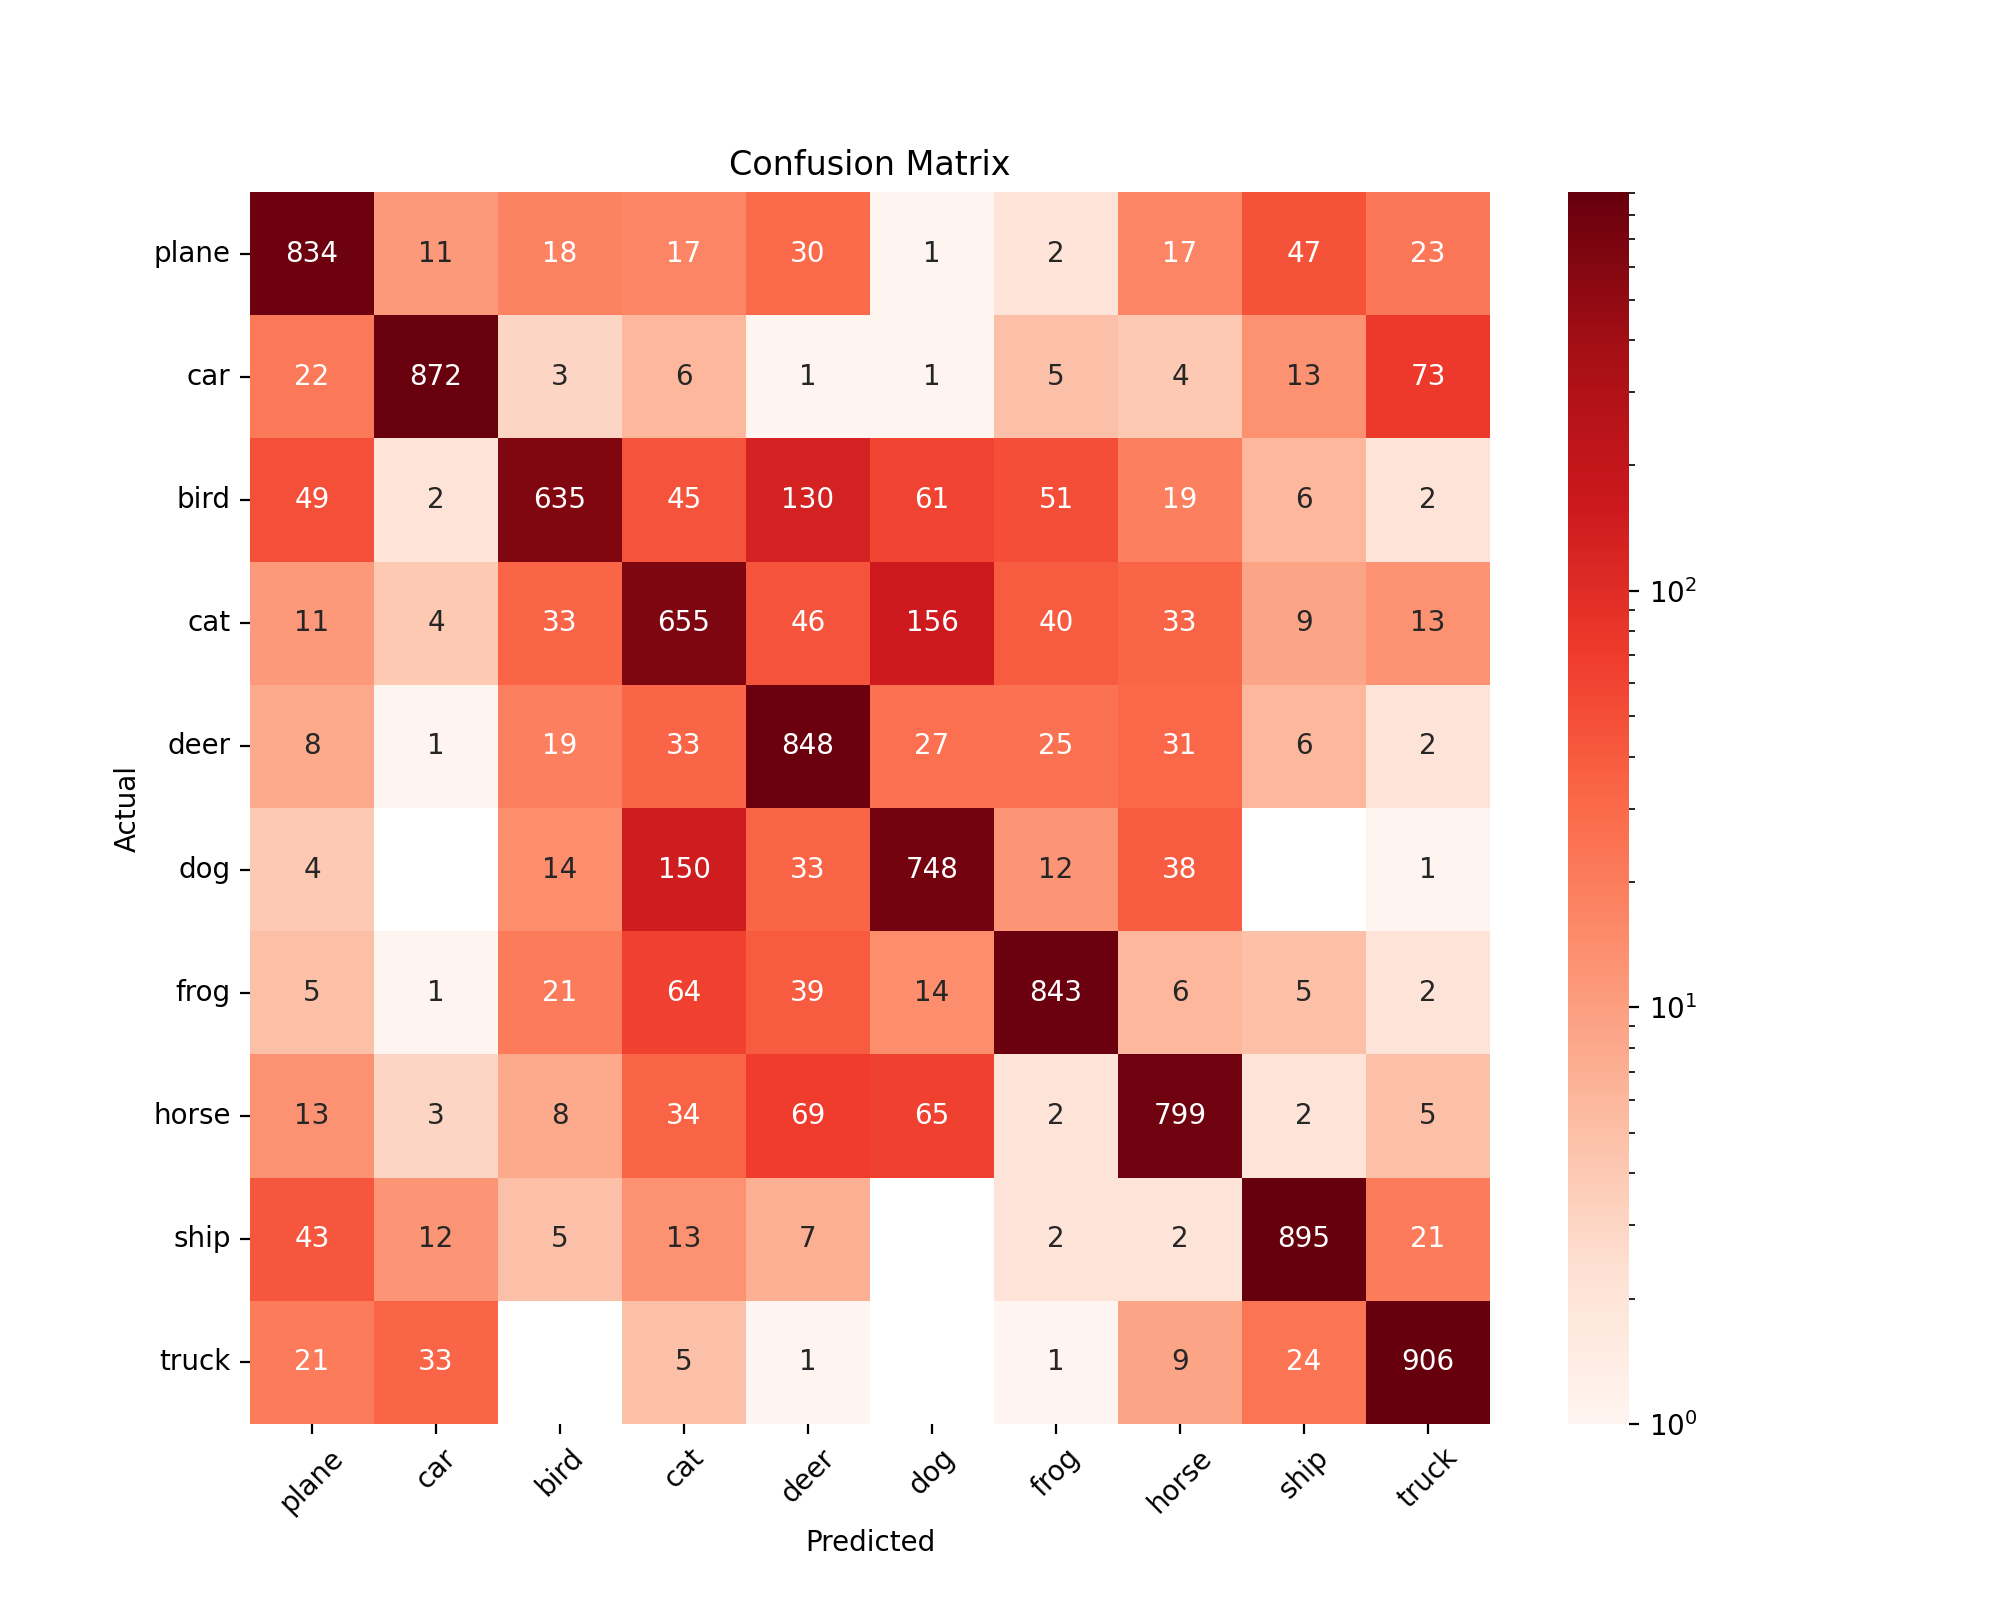 Confusion Matrix
plane 834 11 18 17 30 1 2 17 47 23
car 22 872 3 6 1 1 5 4 13 73
bird 49 2 635 45 130 61 51 19 6 2
cat 11 4 33 655 46 156 40 33 9 13
deer 8 1 19 33 848 27 25 31 6 2
dog 4 14 150 33 748 12 38 1
frog 5 1 21 64 39 14 843 6 5 2
horse 13 3 8 34 69 65 2 799 2 5
ship 43 12 5 13 7 2 2 895 21
truck 21 33 5 1 1 9 24 906
plane car bird cat deer dog frog horse ship truck
Predicted
Actual
10²
10¹
10⁰